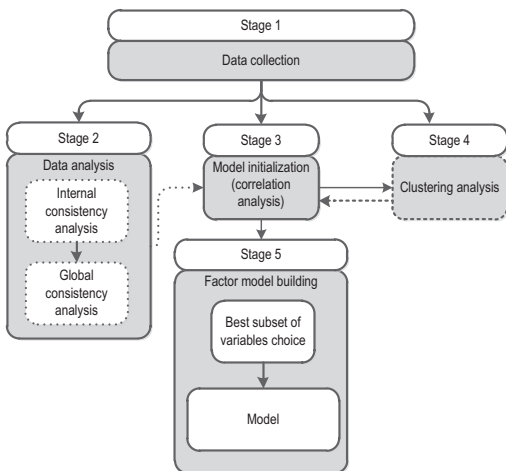 Stage 1
Data collection
Stage 2
Data analysis
Internal
consistency
analysis
Global
consistency
analysis
Stage 3
Model initialization
(correlation
analysis)
Stage 4
Clustering analysis
Stage 5
Factor model building
Best subset of
variables choice
Model